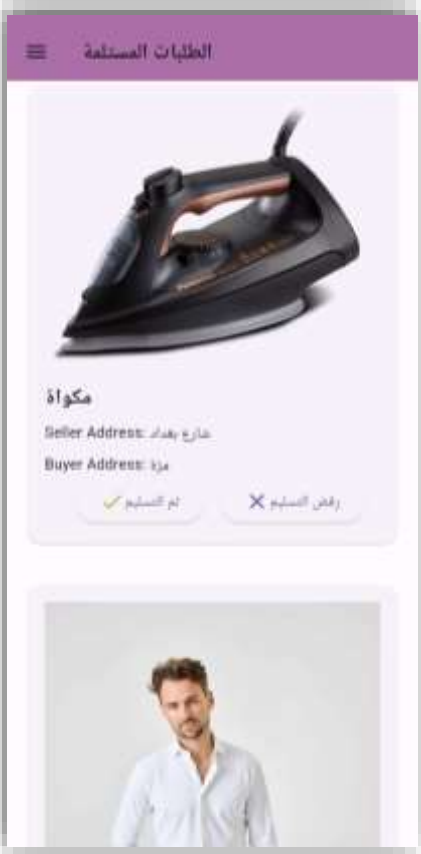 الطلبات المستلمة
مكواة
Seller Address: شارع بغداد
Buyer Address: مزة
تم التسليم
رفض التسليم